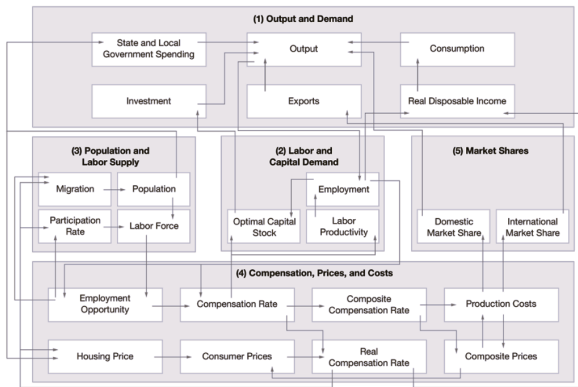 (1) Output and Demand
State and Local
Government Spending
Output
Consumption
Investment
Exports
Real Disposable Income
(3) Population and
Labor Supply
Migration
Population
Participation
Rate
Labor Force
(2) Labor and
Capital Demand
Employment
Optimal Capital
Stock
Labor
Productivity
(5) Market Shares
Domestic
Market Share
International
Market Share
(4) Compensation, Prices, and Costs
Employment
Opportunity
Compensation Rate
Composite
Compensation Rate
Production Costs
Housing Price
Consumer Prices
Real
Compensation Rate
Composite Prices